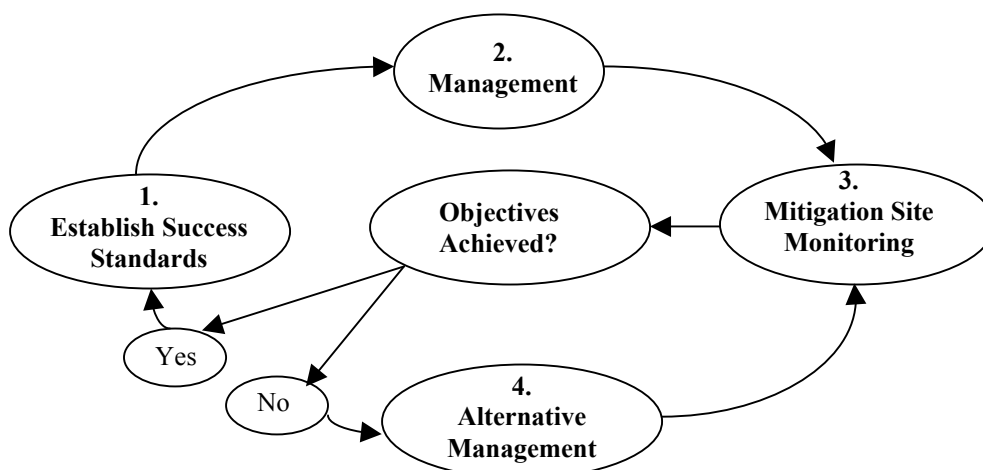 2.
Management
1.
Establish Success
Standards
Objectives
Achieved?
3.
Mitigation Site
Monitoring
Yes
No
4.
Alternative
Management